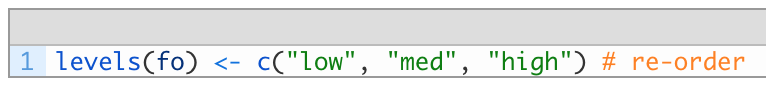 1 levels(fo) <- c("low", "med", "high") # re-order